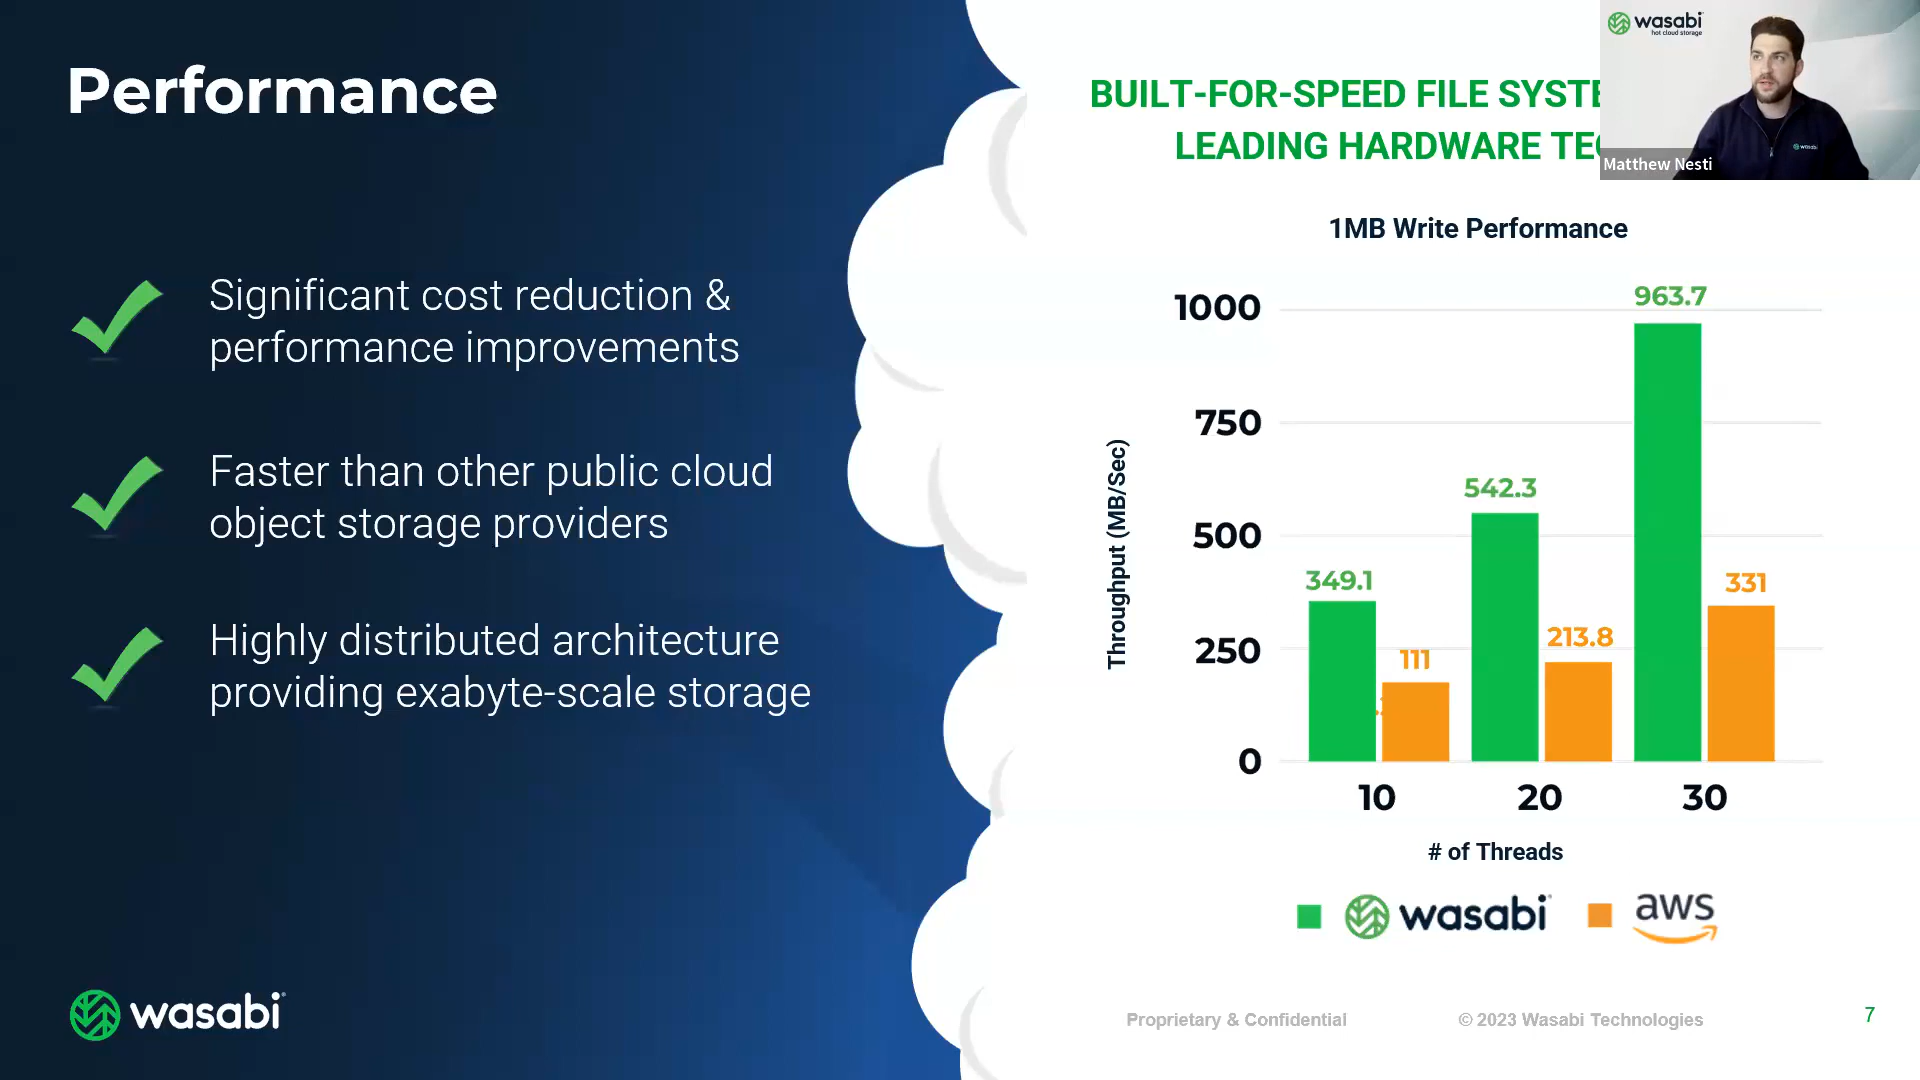 Performance
Significant cost reduction &
performance improvements
Faster than other public cloud
object storage providers
Highly distributed architecture
providing exabyte-scale storage
wasabi
BUILT-FOR-SPEED FILE
LEADING HARDWARE
wasabi
hot cloud storage
wasabi
Matthew Nesti
1MB Write Performance
Throughput (MB/Sec)
1000
750
500
250
0
349.1
111
542.3
213.8
963.7
331
10
20
30
# of Threads
wasabi
aws
Proprietary & Confidential
© 2023 Wasabi Technologies
7